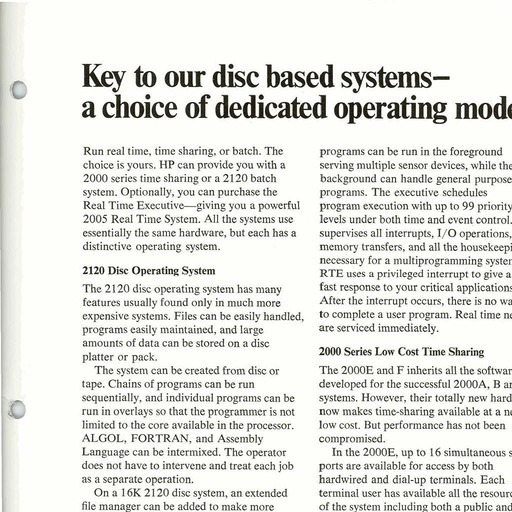 Key to our disc based systems—
a choice of dedicated operating mode
Run real time, time sharing, or batch. The
choice is yours. HP can provide you with a
2000 series time sharing or a 2120 batch
system. Optionally, you can purchase the
Real Time Executive—giving you a powerful
2005 Real Time System. All the systems use
essentially the same hardware, but each has a
distinctive operating system.
2120 Disc Operating System
The 2120 disc operating system has many
features usually found only in much more
expensive systems. Files can be easily handled,
programs easily maintained, and large
amounts of data can be stored on a disc
platter or pack.
The system can be created from disc or
tape. Chains of programs can be run
sequentially, and individual programs can be
run in overlays so that the programmer is not
limited to the core available in the processor.
ALGOL, FORTRAN, and Assembly
Language can be intermixed. The operator
does not have to intervene and treat each job
as a separate operation.
On a 16K 2120 disc system, an extended
file manager can be added to make more
programs can be run in the foreground
serving multiple sensor devices, while the
background can handle general purpose
programs. The executive schedules
program execution with up to 99 priority
levels under both time and event control.
supervises all interrupts, I/O operations,
memory transfers, and all the housekeepi
necessary for a multiprogramming system
RTE uses a privileged interrupt to give a
fast response to your critical applications
After the interrupt occurs, there is no wa
to complete a user program. Real time ne
are serviced immediately.
2000 Series Low Cost Time Sharing
The 2000E and F inherits all the softwar
developed for the successful 2000A, B an
systems. However, their totally new hard
now makes time-sharing available at a ne
low cost. But performance has not been
compromised.
In the 2000E, up to 16 simultaneous s
ports are available for access by both
hardwired and dial-up terminals. Each
terminal user has available all the resourc
of the system including both a public and